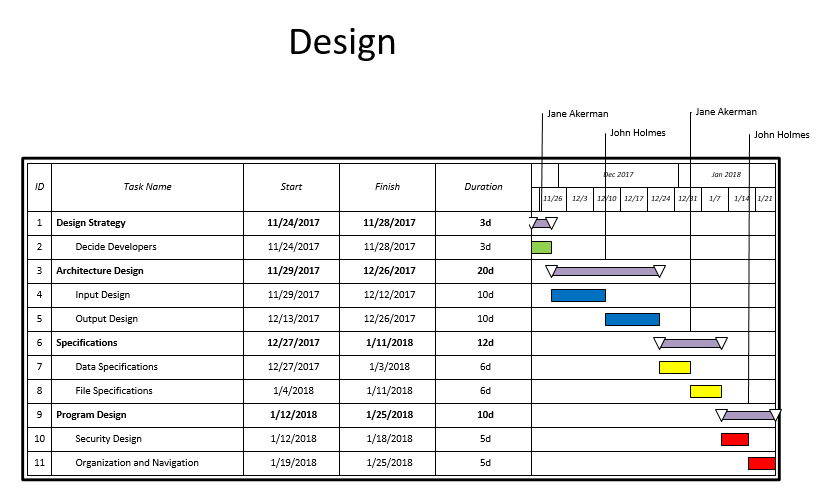 Design
Jane Akerman
Jane Akerman
John Holmes
John Holmes
ID Task Name Start Finish Duration Dec 2017 Jan 2018
11/26 12/3 12/10 12/17 12/24 12/31 1/7 1/14 1/21
1 Design Strategy 11/24/2017 11/28/2017 3d
2 Decide Developers 11/24/2017 11/28/2017 3d
3 Architecture Design 11/29/2017 12/26/2017 20d
4 Input Design 11/29/2017 12/12/2017 10d
5 Output Design 12/13/2017 12/26/2017 10d
6 Specifications 12/27/2017 1/11/2018 12d
7 Data Specifications 12/27/2017 1/3/2018 6d
8 File Specifications 1/4/2018 1/11/2018 6d
9 Program Design 1/12/2018 1/25/2018 10d
10 Security Design 1/12/2018 1/18/2018 5d
11 Organization and Navigation 1/19/2018 1/25/2018 5d